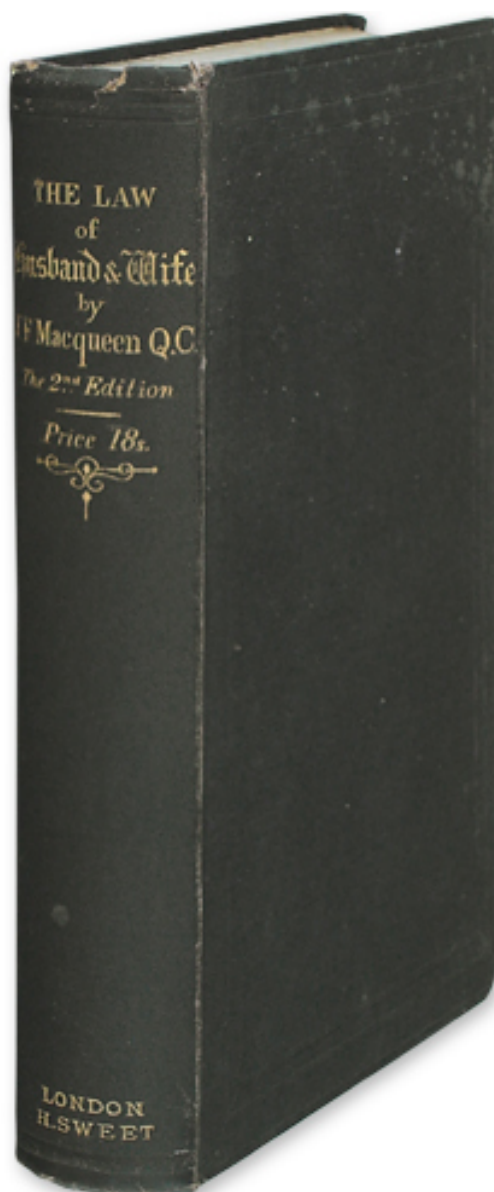 THE LAW
of
Husband & Wife
by
J F Macqueen Q.C.
The 2nd Edition
Price 18s.
LONDON
H. SWEET